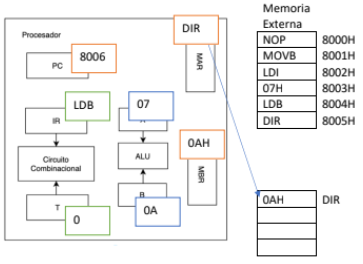 Memoria
Externa
DIR
Procesador
NOP 8000H
MOVB 8001H
8006
PC
LDI 8002H
MAR
07H 8003H
LDB 8004H
DIR 8005H
LDB
07
IR
0AH
Circuito
Combinacional
ALU
MBR
0AH DIR
T
B
0
0A